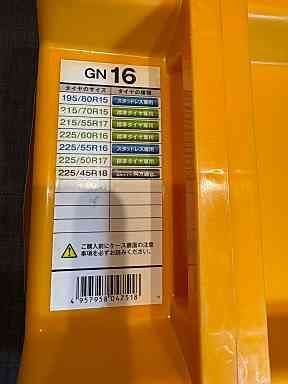 GN 16
タイヤのサイズ タイヤの種類
195/80R15 スタッドレス専用
215/70R15 標準タイヤ専用
215/55R17 標準タイヤ専用
225/60R16 標準タイヤ専用
225/55R16 スタッドレス専用
225/50R17 標準タイヤ専用
225/45R18
ご購入前にケース裏面の注意
事項を必ずお読みください。
4 957958 042518